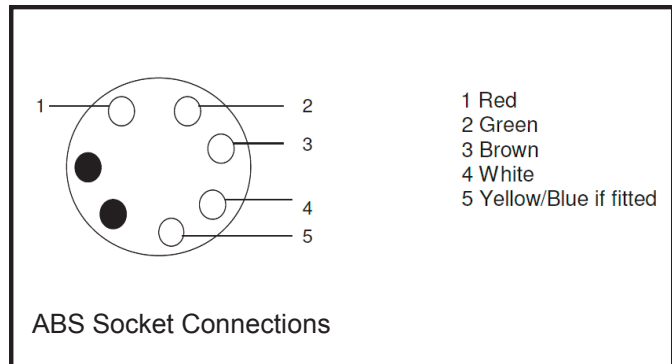 1
2
3
4
5
1 Red
2 Green
3 Brown
4 White
5 Yellow/Blue if fitted
ABS Socket Connections